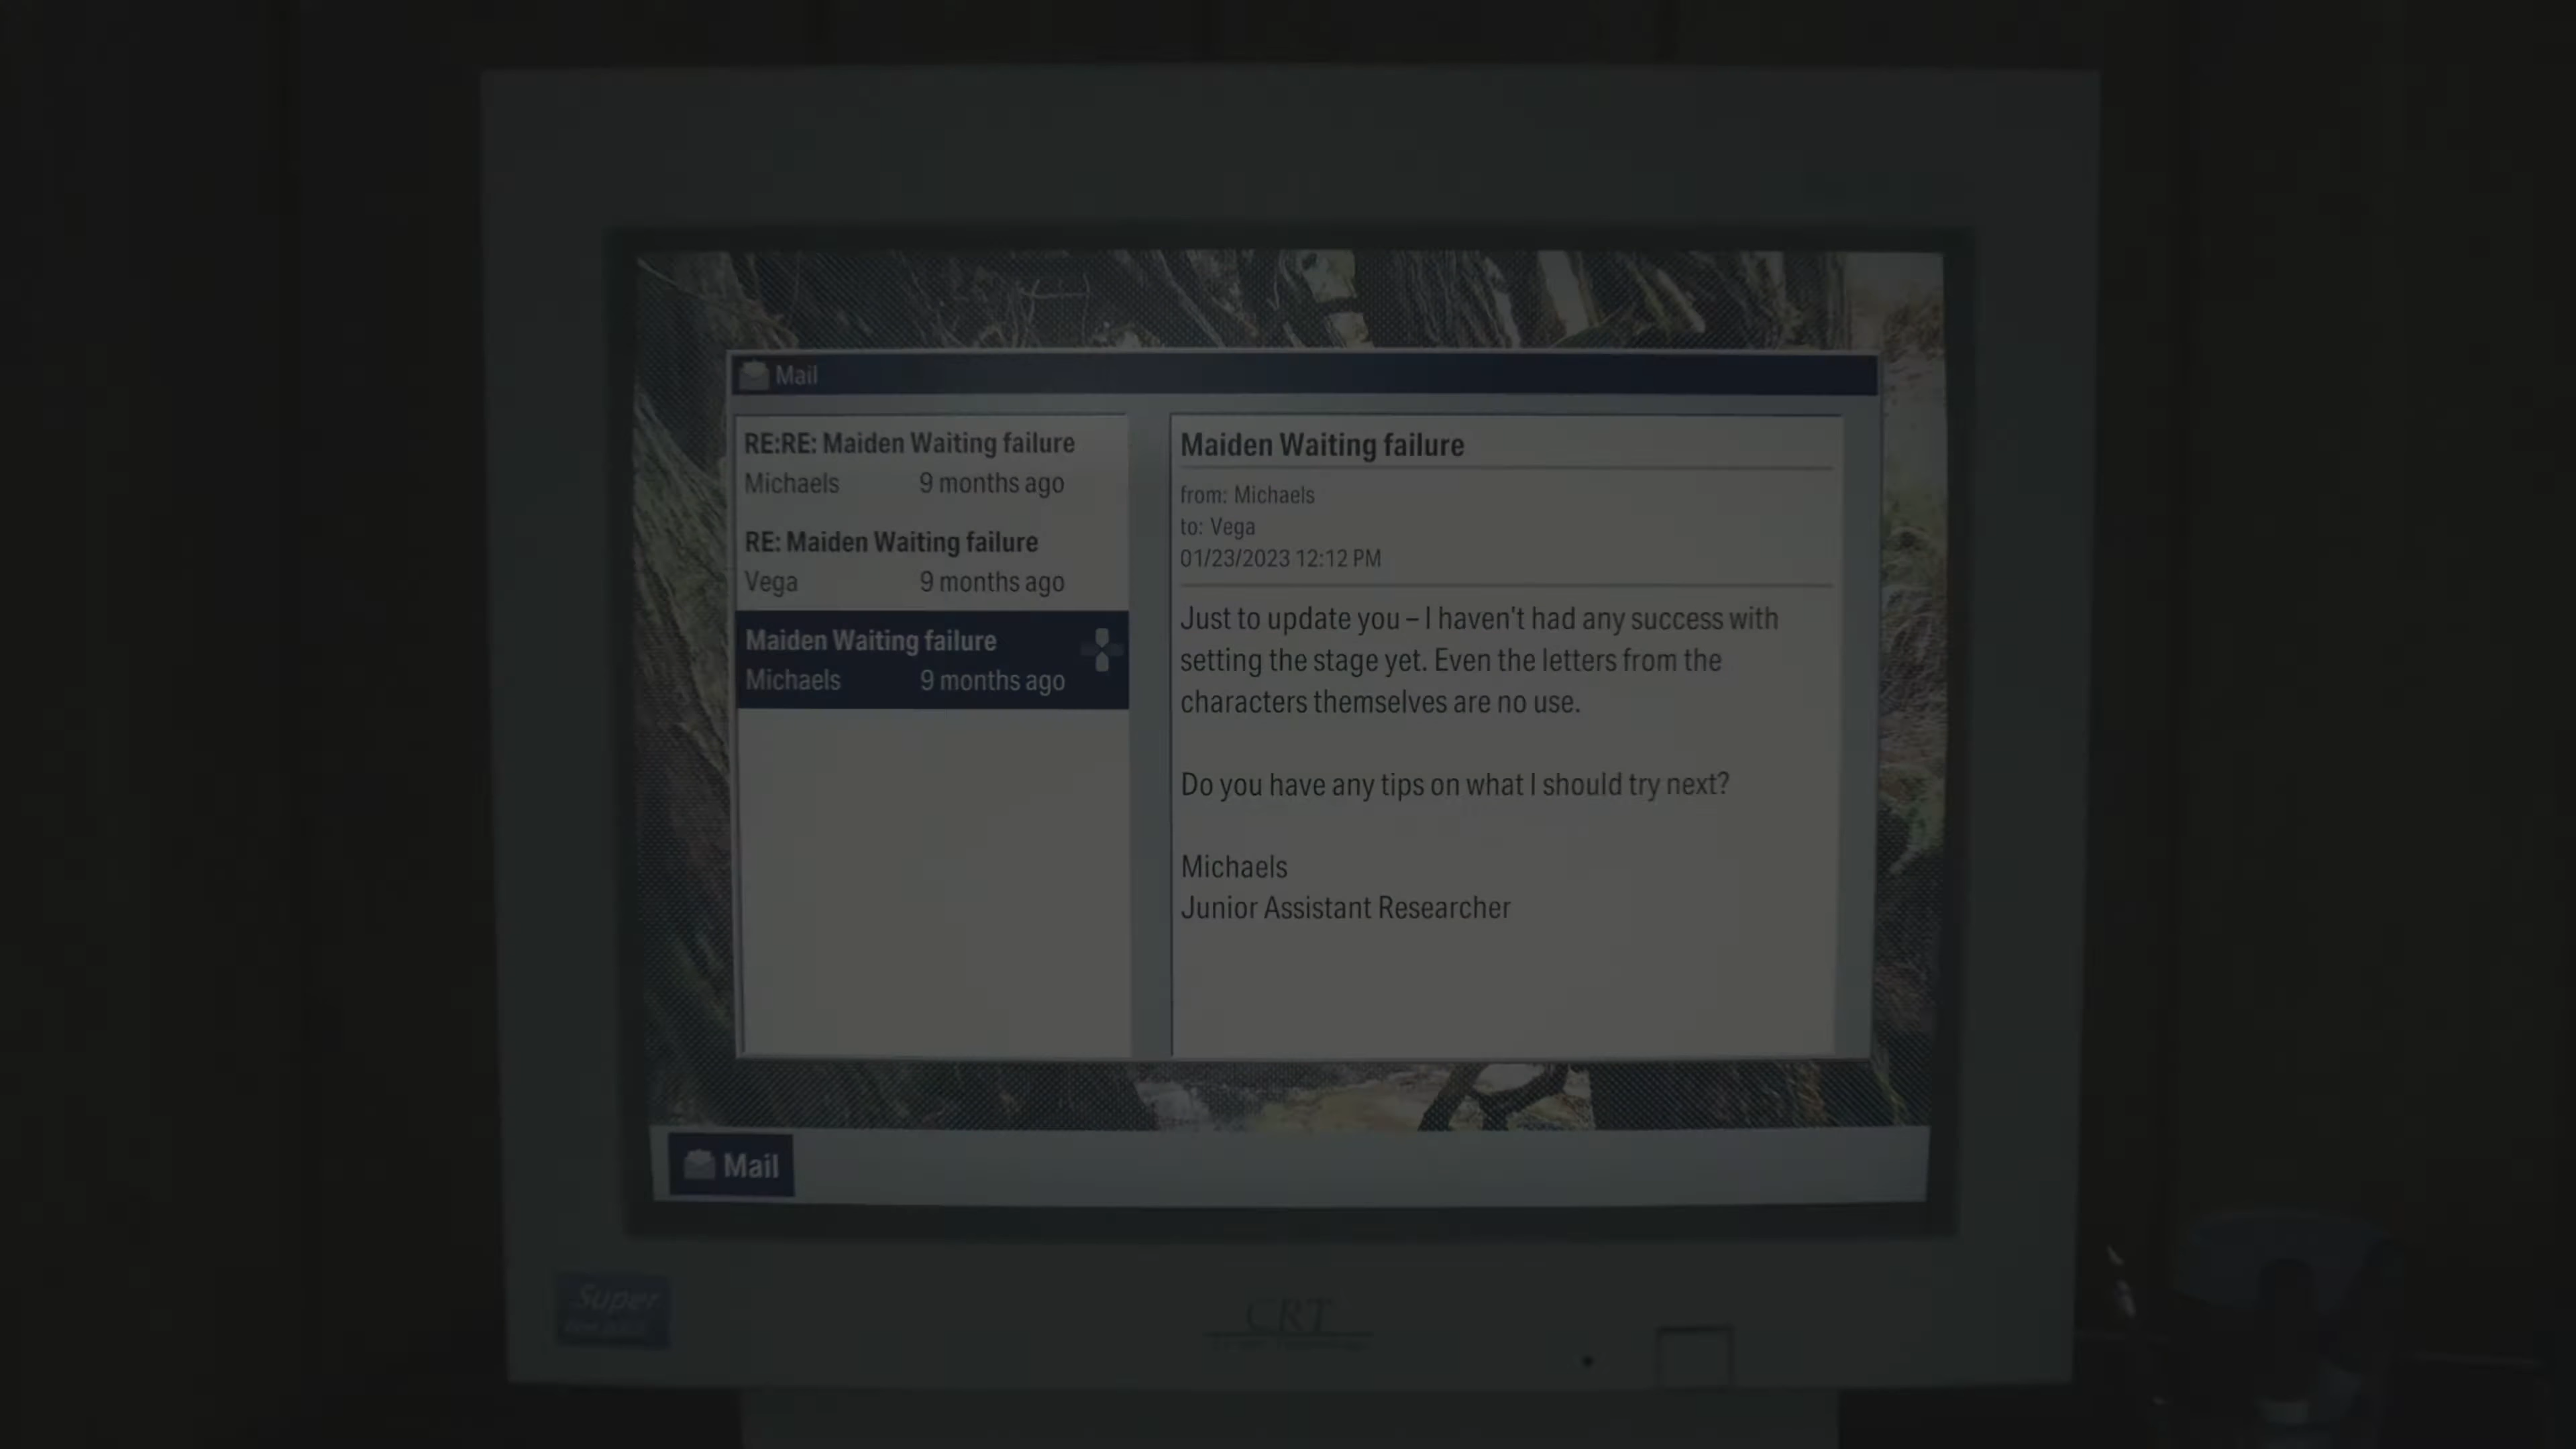 Mail
RE:RE: Maiden Waiting failure
Michaels 9 months ago
RE: Maiden Waiting failure
Vega 9 months ago
Maiden Waiting failure
Michaels 9 months ago
Maiden Waiting failure
from: Michaels
to: Vega
01/23/2023 12:12 PM
Just to update you – I haven't had any success with
setting the stage yet. Even the letters from the
characters themselves are no use.
Do you have any tips on what I should try next?
Michaels
Junior Assistant Researcher
Mail
Super
CRT